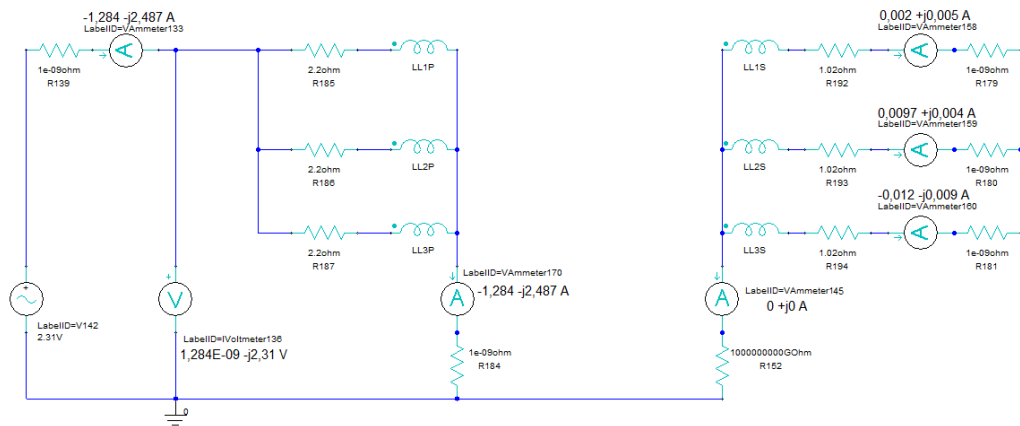 -1,284 -j2,487 A
LabelID=VAmmeter133
A
1e-09ohm
R139
2.2ohm
R185
LL1P
2.2ohm
R186
LL2P
2.2ohm
R187
LL3P
+
LabelID=V142
2.31V
V
LabelID=IVoltmeter136
1,284E-09 -j2,31 V
LabelID=VAmmeter170
A
-1,284 -j2,487 A
1e-09ohm
R184
0
0,002 +j0,005 A
LabelID=VAmmeter158
LL1S
1.02ohm
R192
A
1e-09ohm
R179
0,0097 +j0,004 A
LabelID=VAmmeter159
LL2S
1.02ohm
R193
A
1e-09ohm
R180
-0,012 -j0,009 A
LabelID=VAmmeter160
LL3S
1.02ohm
R194
A
1e-09ohm
R181
A
LabelID=VAmmeter145
0 +j0 A
1000000000GOhm
R152